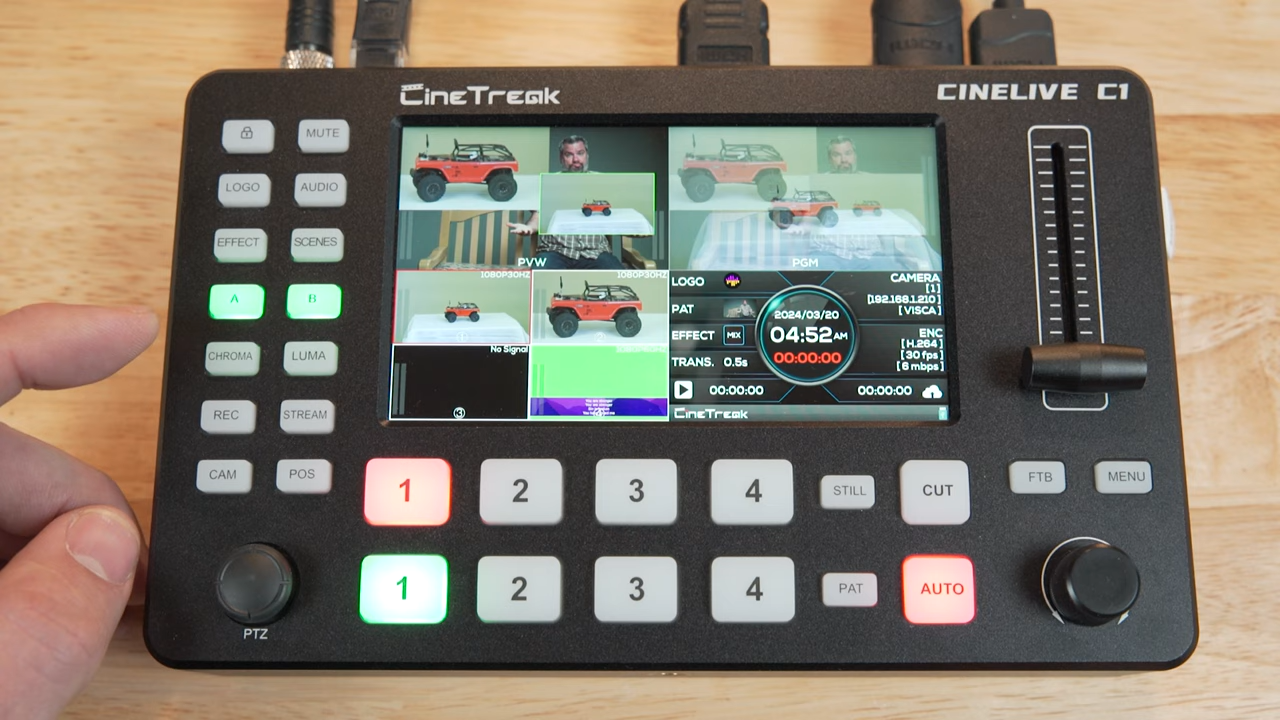 CineTreak
CINELIVE C1
MUTE
LOGO
AUDIO
EFFECT
SCENES
A
B
CHROMA
LUMA
REC
STREAM
CAM
POS
PTZ
PVW
PGM
1080P30HZ
1080P30HZ
No Signal
3
LOGO
PAT
EFFECT MIX
TRANS. 0.5s
2024/03/20
04:52 AM
00:00:00
CAMERA
[1]
[192.168.1.210]
[VISCA]
ENC
[H.264]
[30 fps]
[6 mbps]
00:00:00
00:00:00
CineTreak
1
2
3
4
STILL
CUT
FTB
MENU
1
2
3
4
PAT
AUTO